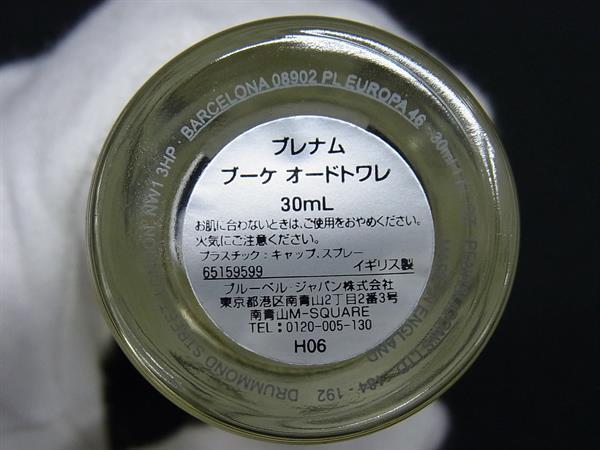 ブレナム
ブーケ オードトワレ
30mL
お肌に合わないときは、ご使用をおやめください。
火気にご注意ください。
プラスチック：キャップ、スプレー
65159599 イギリス製
ブルーベル・ジャパン株式会社
東京都港区南青山2丁目2番3号
南青山M-SQUARE
TEL：0120-005-130
H06
NW1 3HP · BARCELONA 08902 PL EUROPA 46 30ml
ENGLAND
192 DRUMMOND STREET